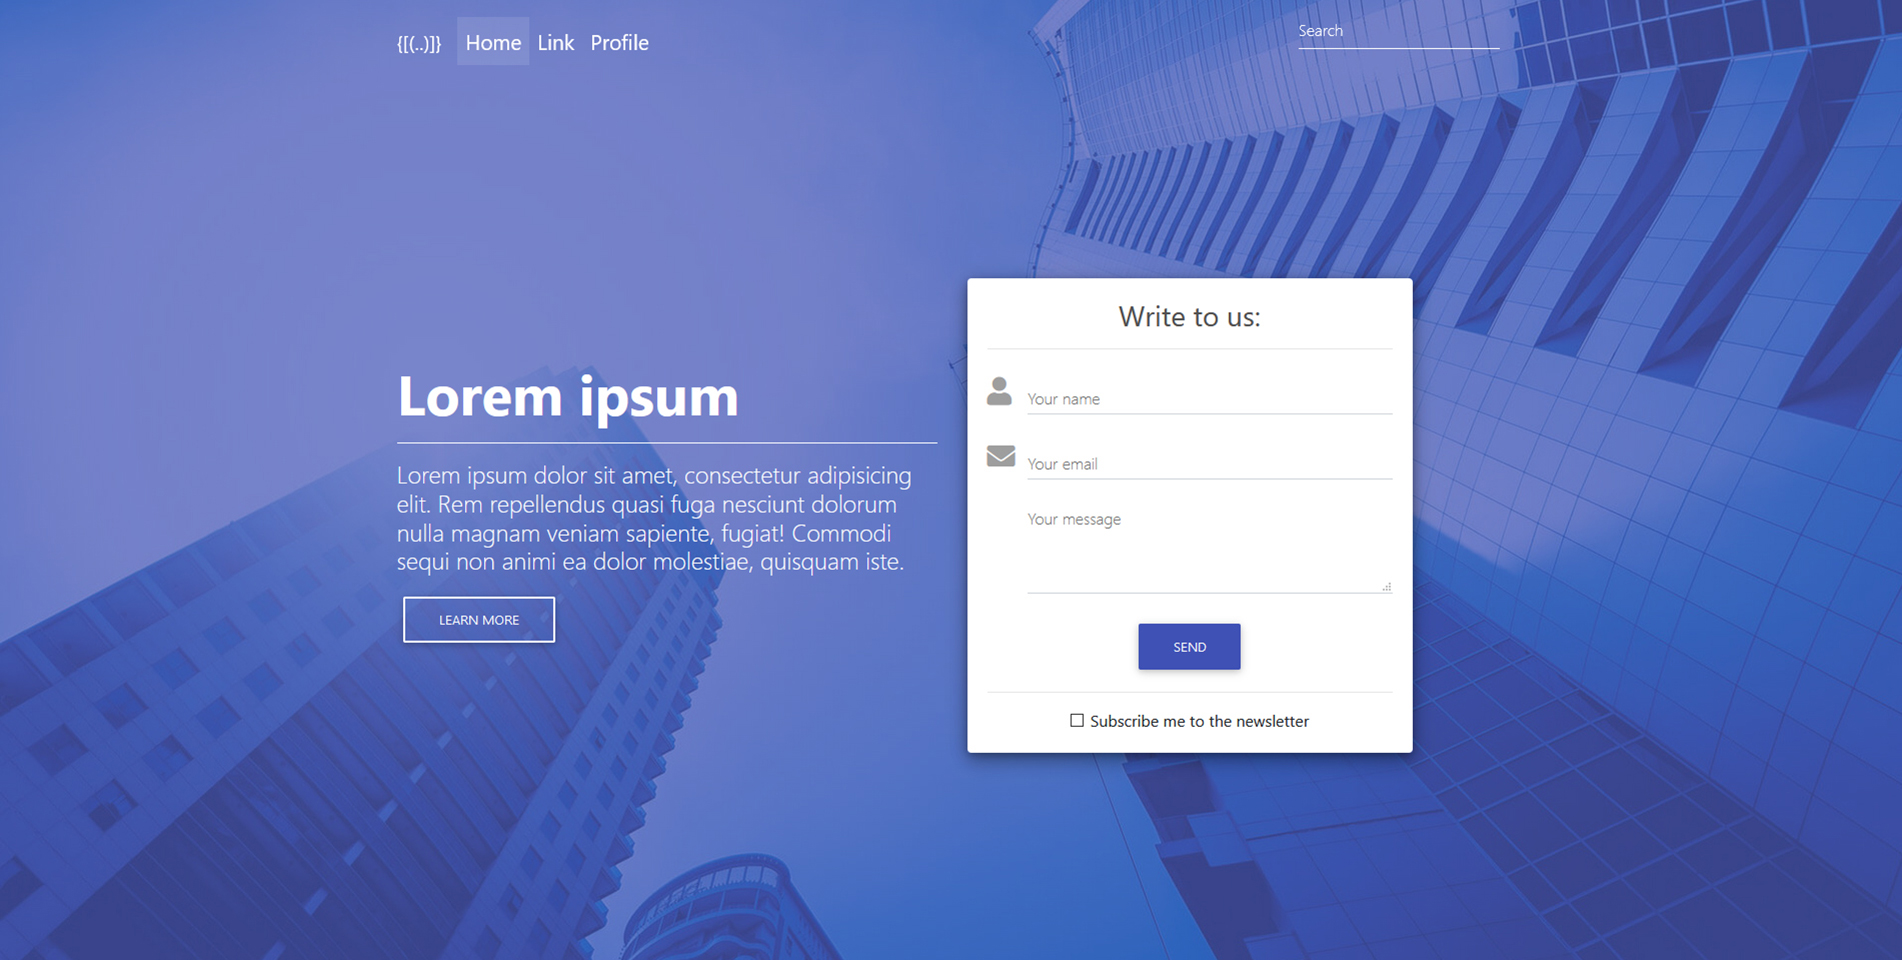 {[(..)]} Home Link Profile Search
Write to us:
Lorem ipsum
Lorem ipsum dolor sit amet, consectetur adipisicing
elit. Rem repellendus quasi fuga nesciunt dolorum
nulla magnam veniam sapiente, fugiat! Commodi
sequi non animi ea dolor molestiae, quisquam iste.
LEARN MORE
Your name
Your email
Your message
SEND
Subscribe me to the newsletter